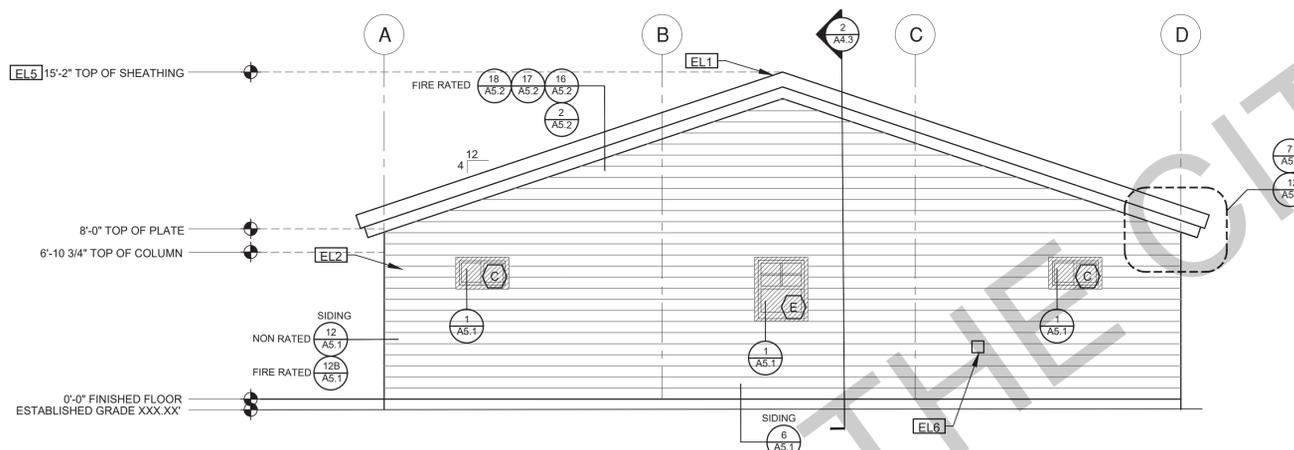 A
B
2
A4.3
C
D
EL5 15'-2" TOP OF SHEATHING
EL1
FIRE RATED
18
A5.2
17
A5.2
16
A5.2
2
A5.2
12
4
7
8'-0" TOP OF PLATE
6'-10 3/4" TOP OF COLUMN
EL2
C
E
C
1
A5.1
1
A5.1
1
A5.1
SIDING
NON RATED
12
A5.1
FIRE RATED
12B
A5.1
0'-0" FINISHED FLOOR
ESTABLISHED GRADE XXX.XX'
SIDING
6
A5.1
EL6
THE CIT